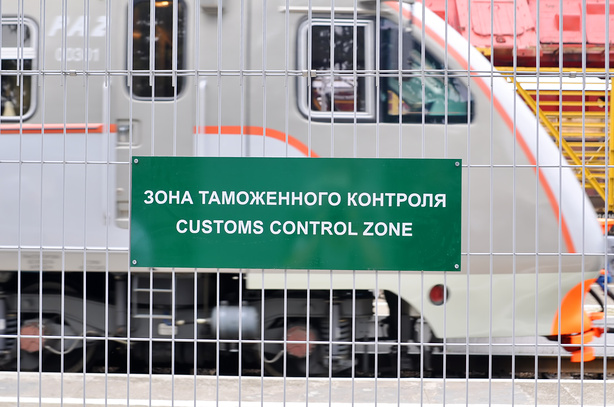 ЗОНА ТАМОЖЕННОГО КОНТРОЛЯ
CUSTOMS CONTROL ZONE